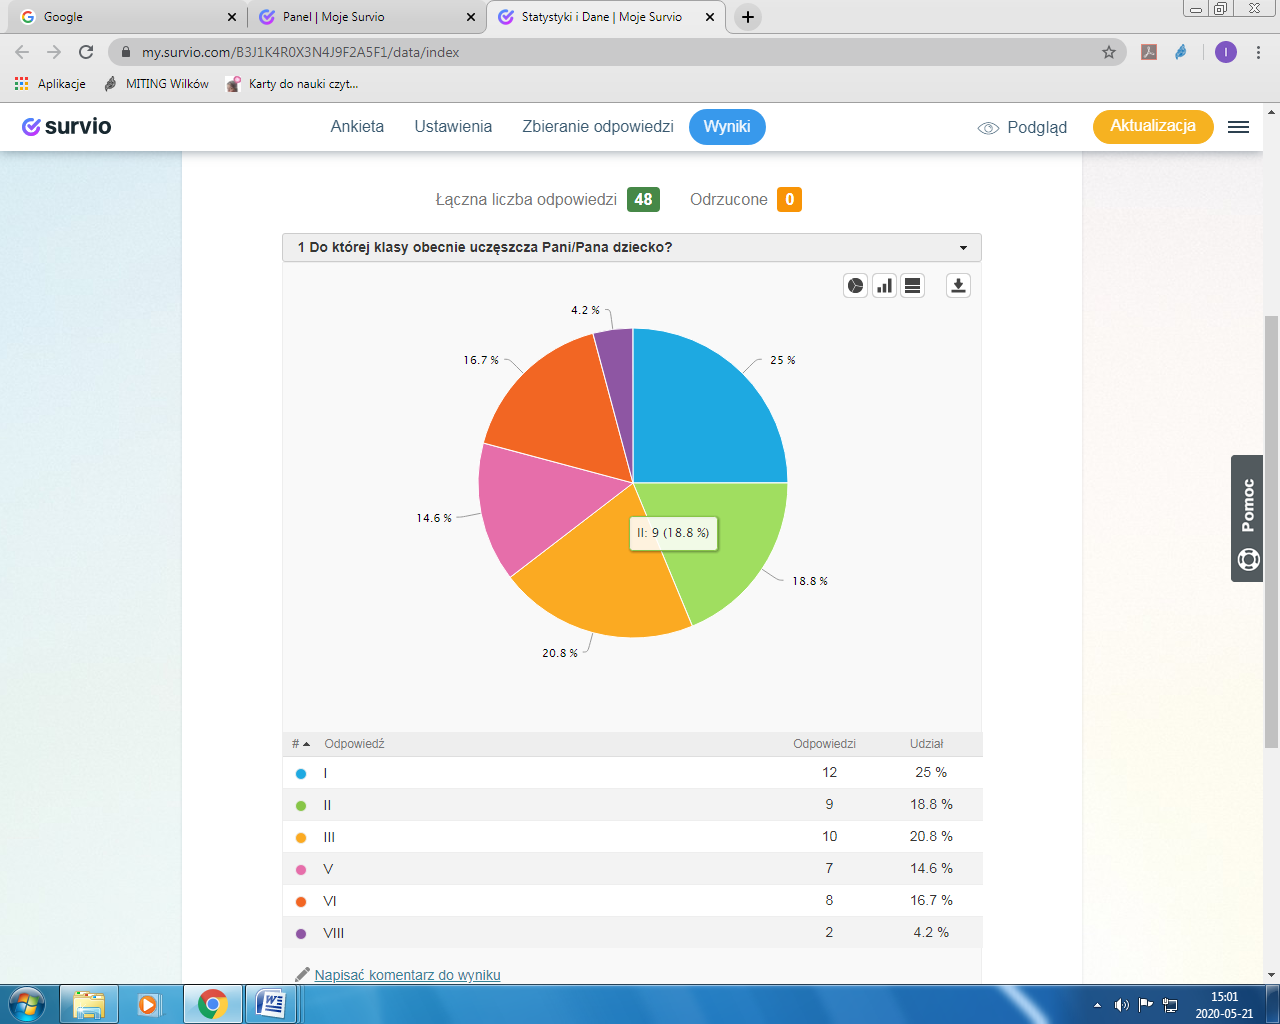 Google
Panel | Moje Survio
Statystyki i Dane | Moje Survio
my.survio.com/B3J1K4R0X3N4J9F2A5F1/data/index
I
Aplikacje
MITING Wilków
Karty do nauki czyt...
survio
Ankieta
Ustawienia
Zbieranie odpowiedzi
Wyniki
Podgląd
Aktualizacja
Łączna liczba odpowiedzi 48
Odrzucone 0
1 Do której klasy obecnie uczęszcza Pani/Pana dziecko?
4.2 %
16.7 %
25 %
14.6 %
II: 9 (18.8 %)
18.8 %
20.8 %
Pomoc
# Odpowiedź Odpowiedzi Udział
I 12 25 %
II 9 18.8 %
III 10 20.8 %
V 7 14.6 %
VI 8 16.7 %
VIII 2 4.2 %
Napisać komentarz do wyniku
15:01
2020-05-21